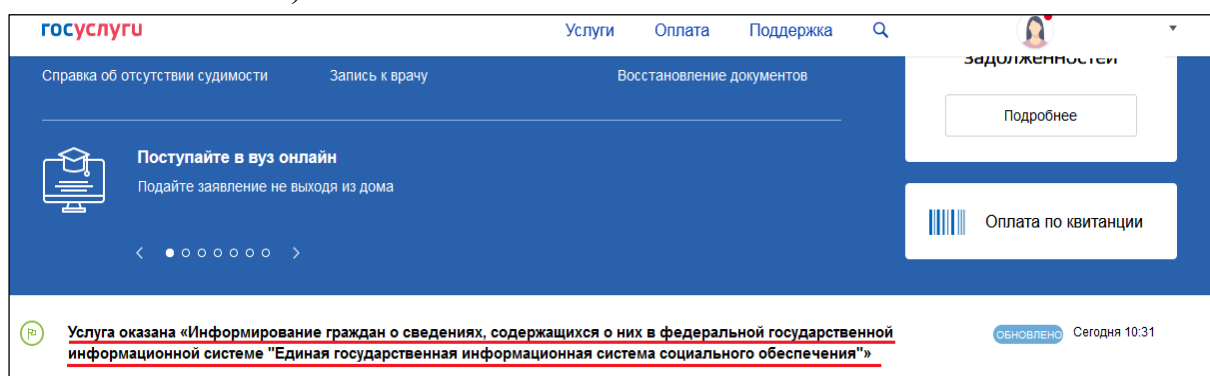 госуслуги Услуги Оплата Поддержка
Справка об отсутствии судимости Запись к врачу Восстановление документов
задолженностей
Подробнее
Поступайте в вуз онлайн
Подайте заявление не выходя из дома
Оплата по квитанции
Услуга оказана «Информирование граждан о сведениях, содержащихся о них в федеральной государственной
информационной системе "Единая государственная информационная система социального обеспечения"»
ОБНОВЛЕНО Сегодня 10:31